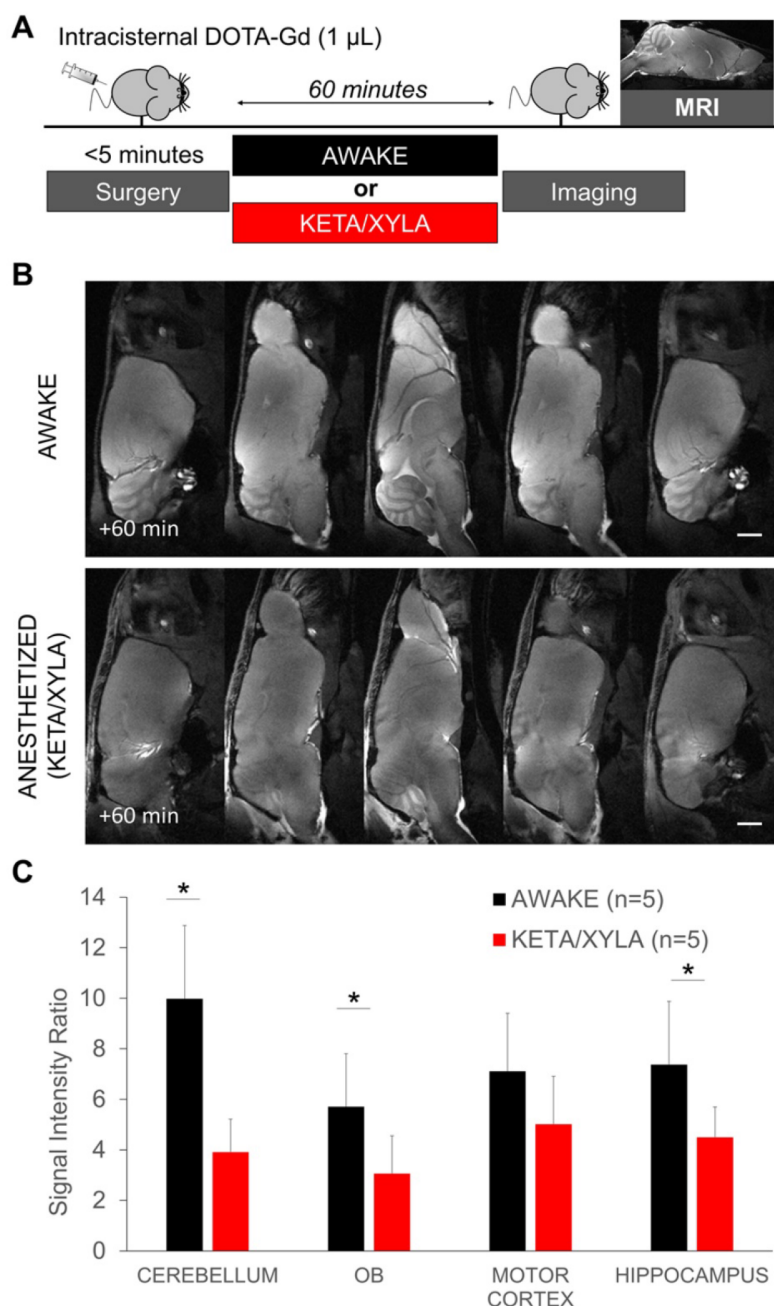 A
Intracisternal DOTA-Gd (1 µL)
60 minutes
MRI
<5 minutes
AWAKE
Surgery
or
Imaging
KETA/XYLA
B
AWAKE
+60 min
ANESTHETIZED
(KETA/XYLA)
+60 min
C
Signal Intensity Ratio
14
12
10
8
6
4
2
0
*
*
*
AWAKE (n=5)
KETA/XYLA (n=5)
CEREBELLUM
OB
MOTOR
CORTEX
HIPPOCAMPUS